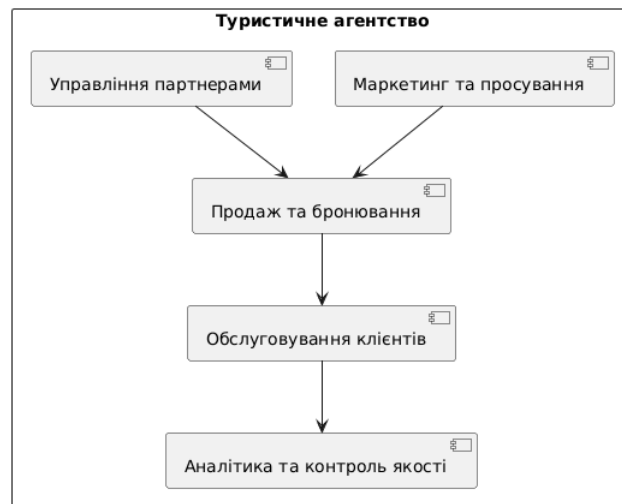 Туристичне агентство
Управління партнерами
Маркетинг та просування
Продаж та бронювання
Обслуговування клієнтів
Аналітика та контроль якості